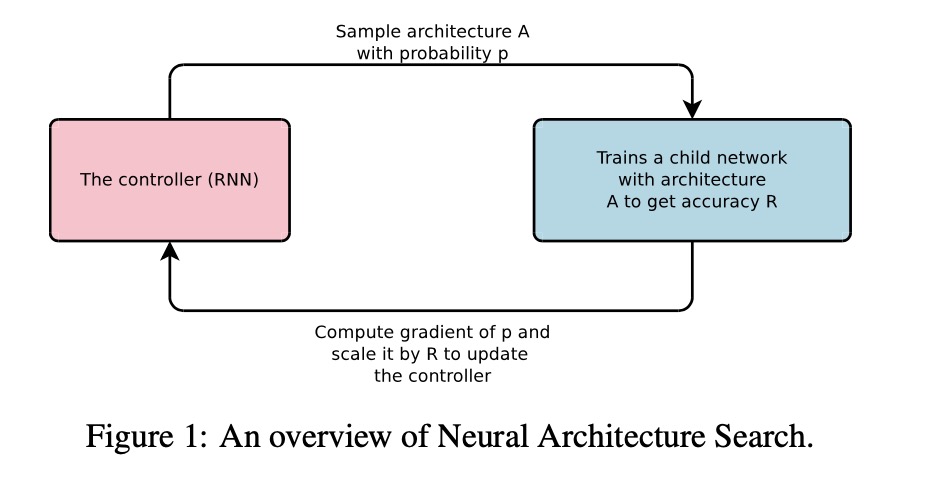 Sample architecture A
with probability p
The controller (RNN)
Trains a child network
with architecture
A to get accuracy R
Compute gradient of p and
scale it by R to update
the controller
Figure 1: An overview of Neural Architecture Search.